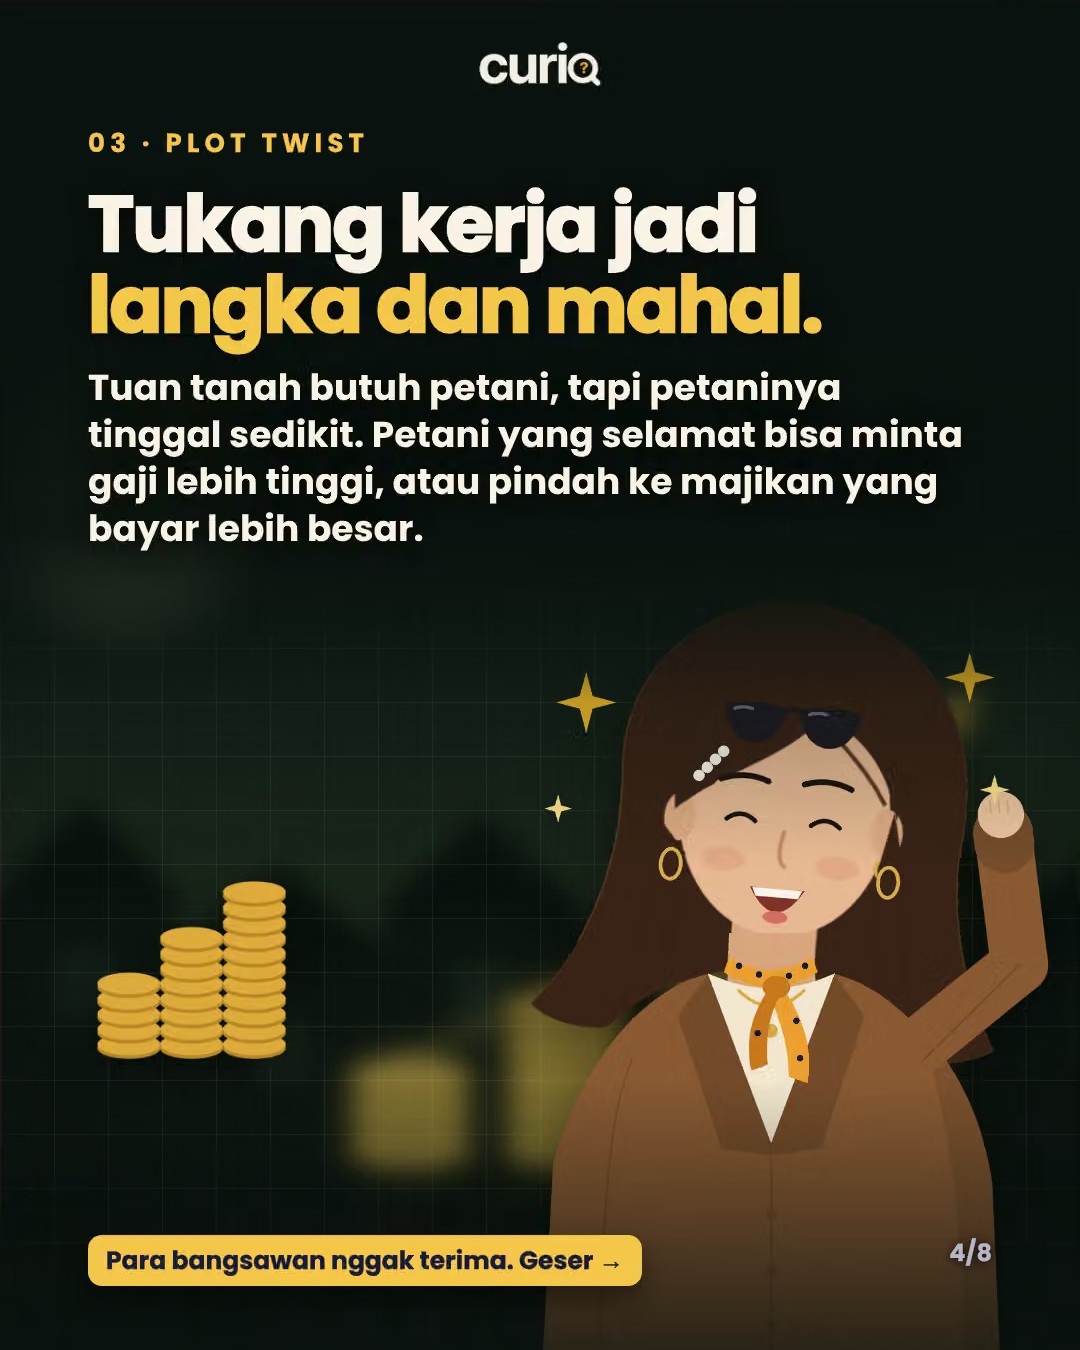 curio?
03 · PLOT TWIST
Tukang kerja jadi
langka dan mahal.
Tuan tanah butuh petani, tapi petaninya
tinggal sedikit. Petani yang selamat bisa minta
gaji lebih tinggi, atau pindah ke majikan yang
bayar lebih besar.
Para bangsawan nggak terima. Geser →
4/8